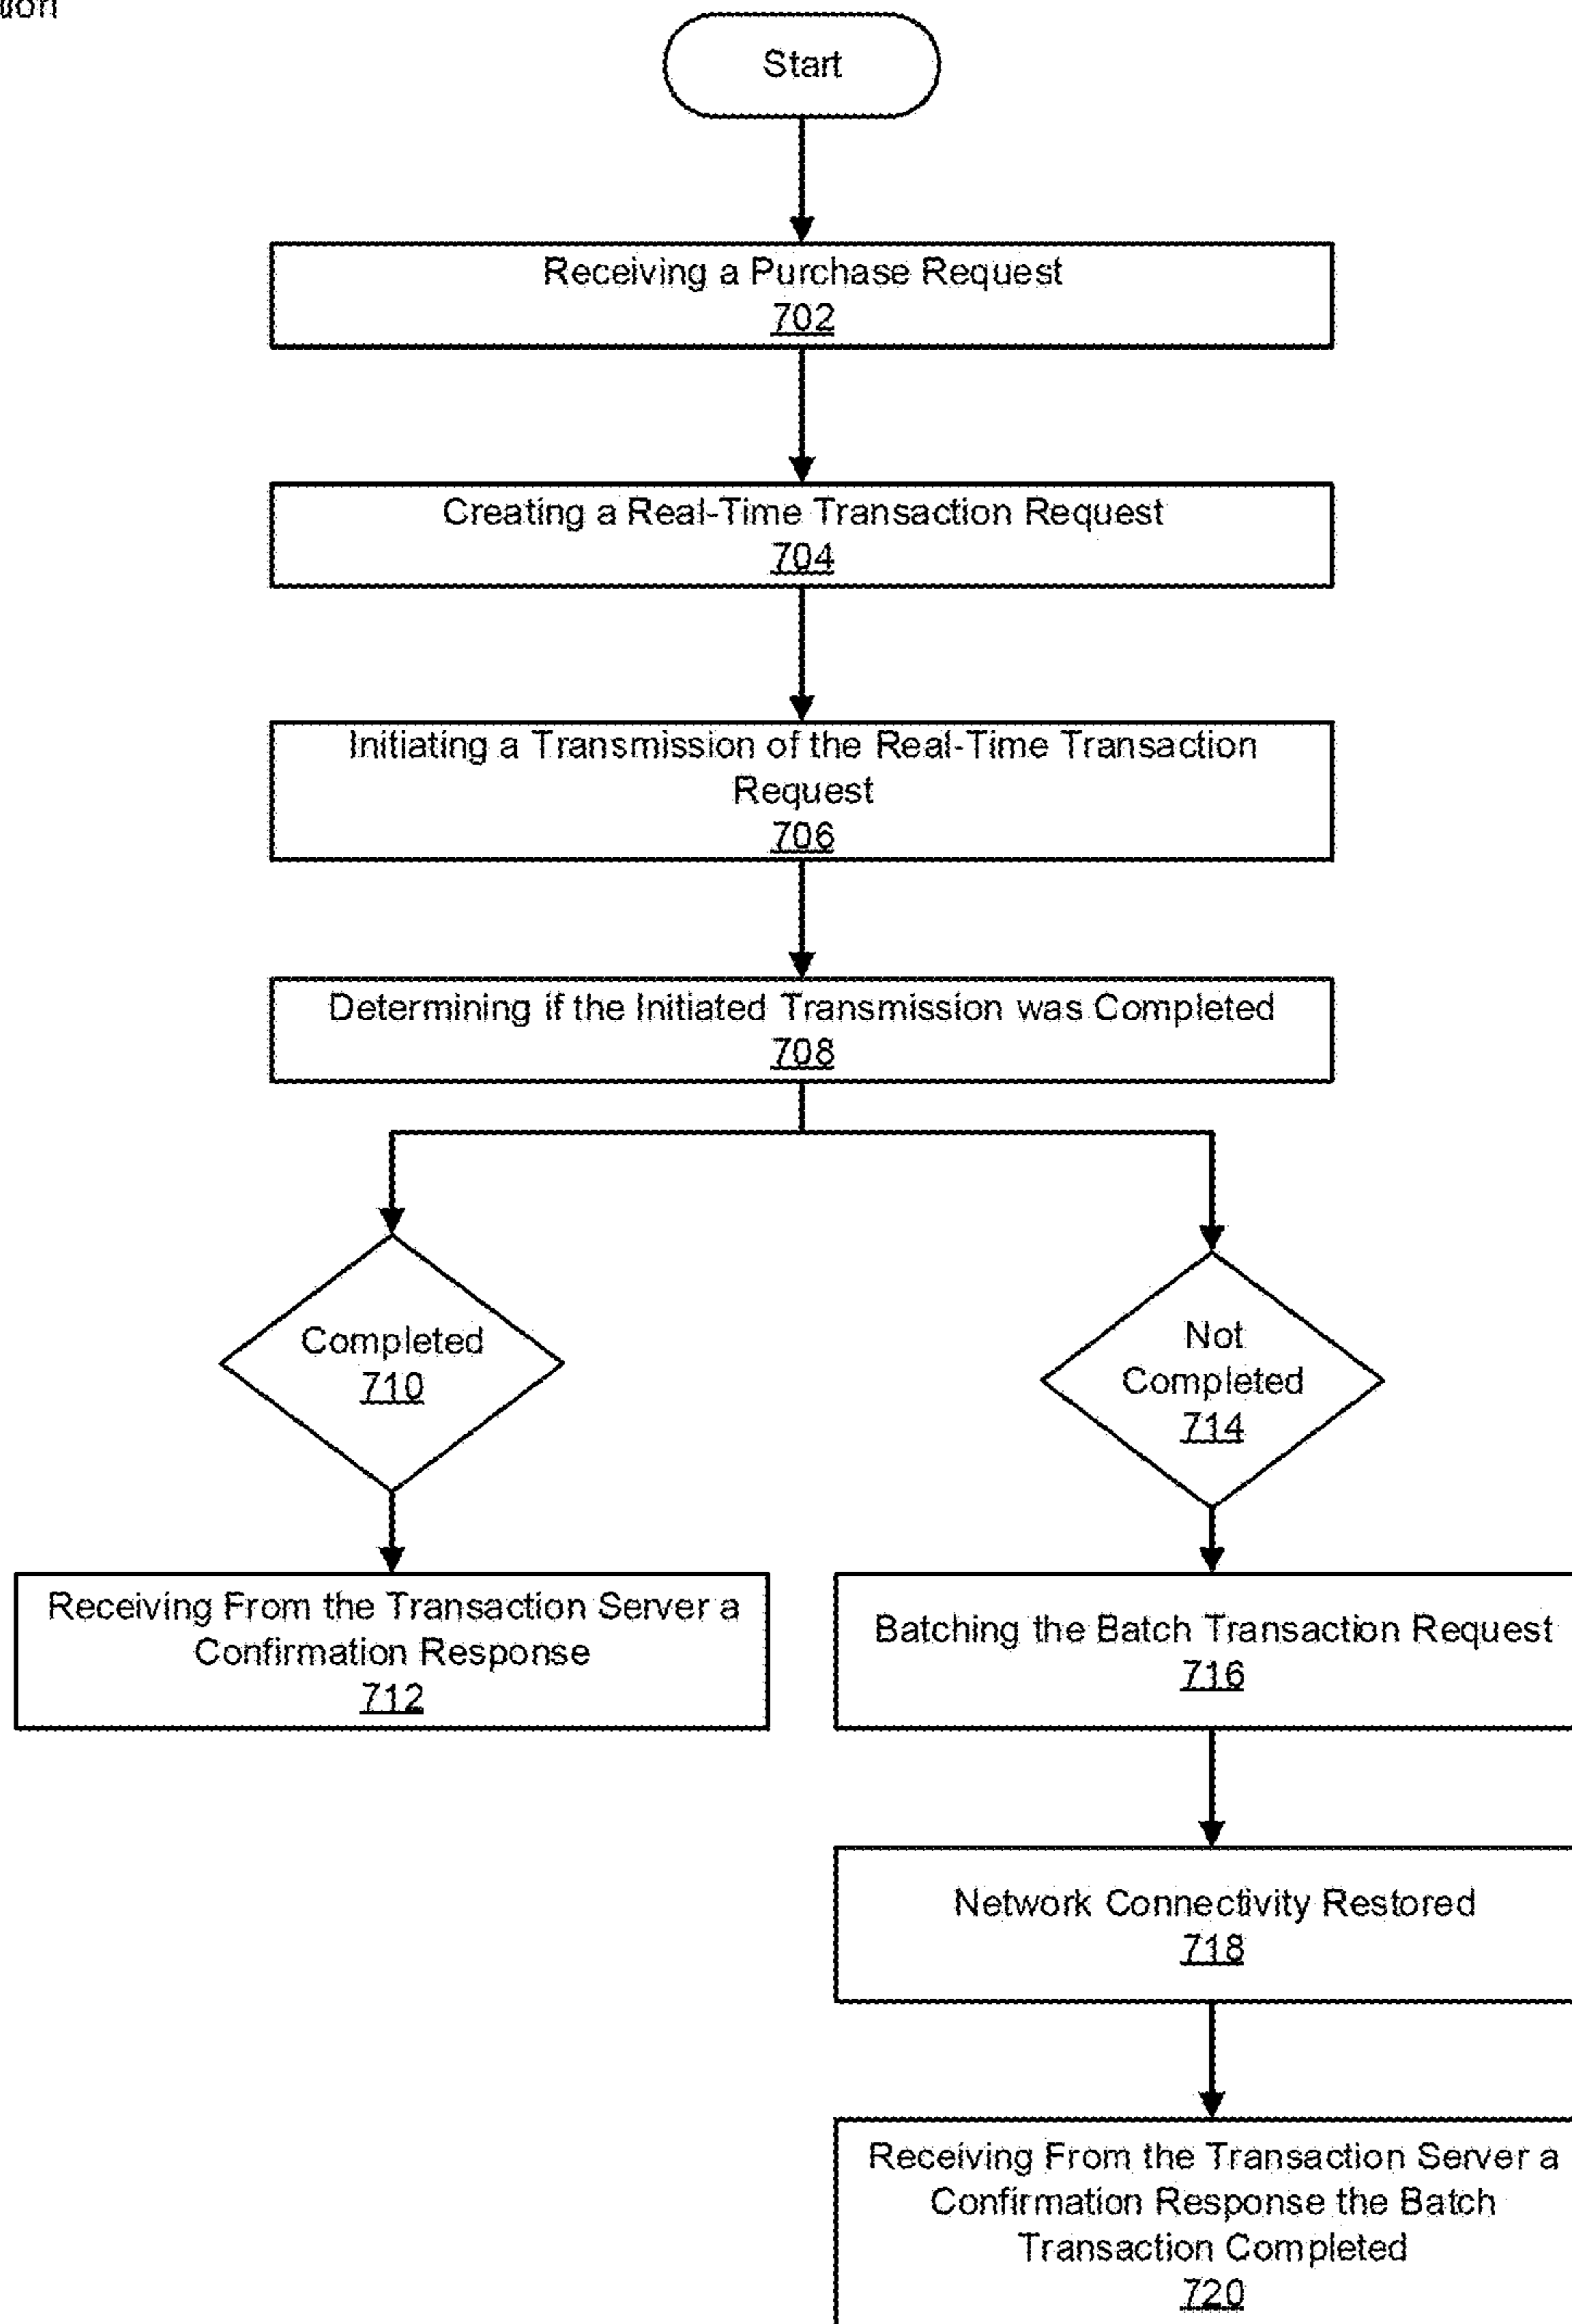 Start
Receiving a Purchase Request
702
Creating a Real-Time Transaction Request
704
Initiating a Transmission of the Real-Time Transaction
Request
706
Determining if the Initiated Transmission was Completed
708
Completed
710
Receiving From the Transaction Server a
Confirmation Response
712
Not
Completed
714
Batching the Batch Transaction Request
716
Network Connectivity Restored
718
Receiving From the Transaction Server a
Confirmation Response the Batch
Transaction Completed
720